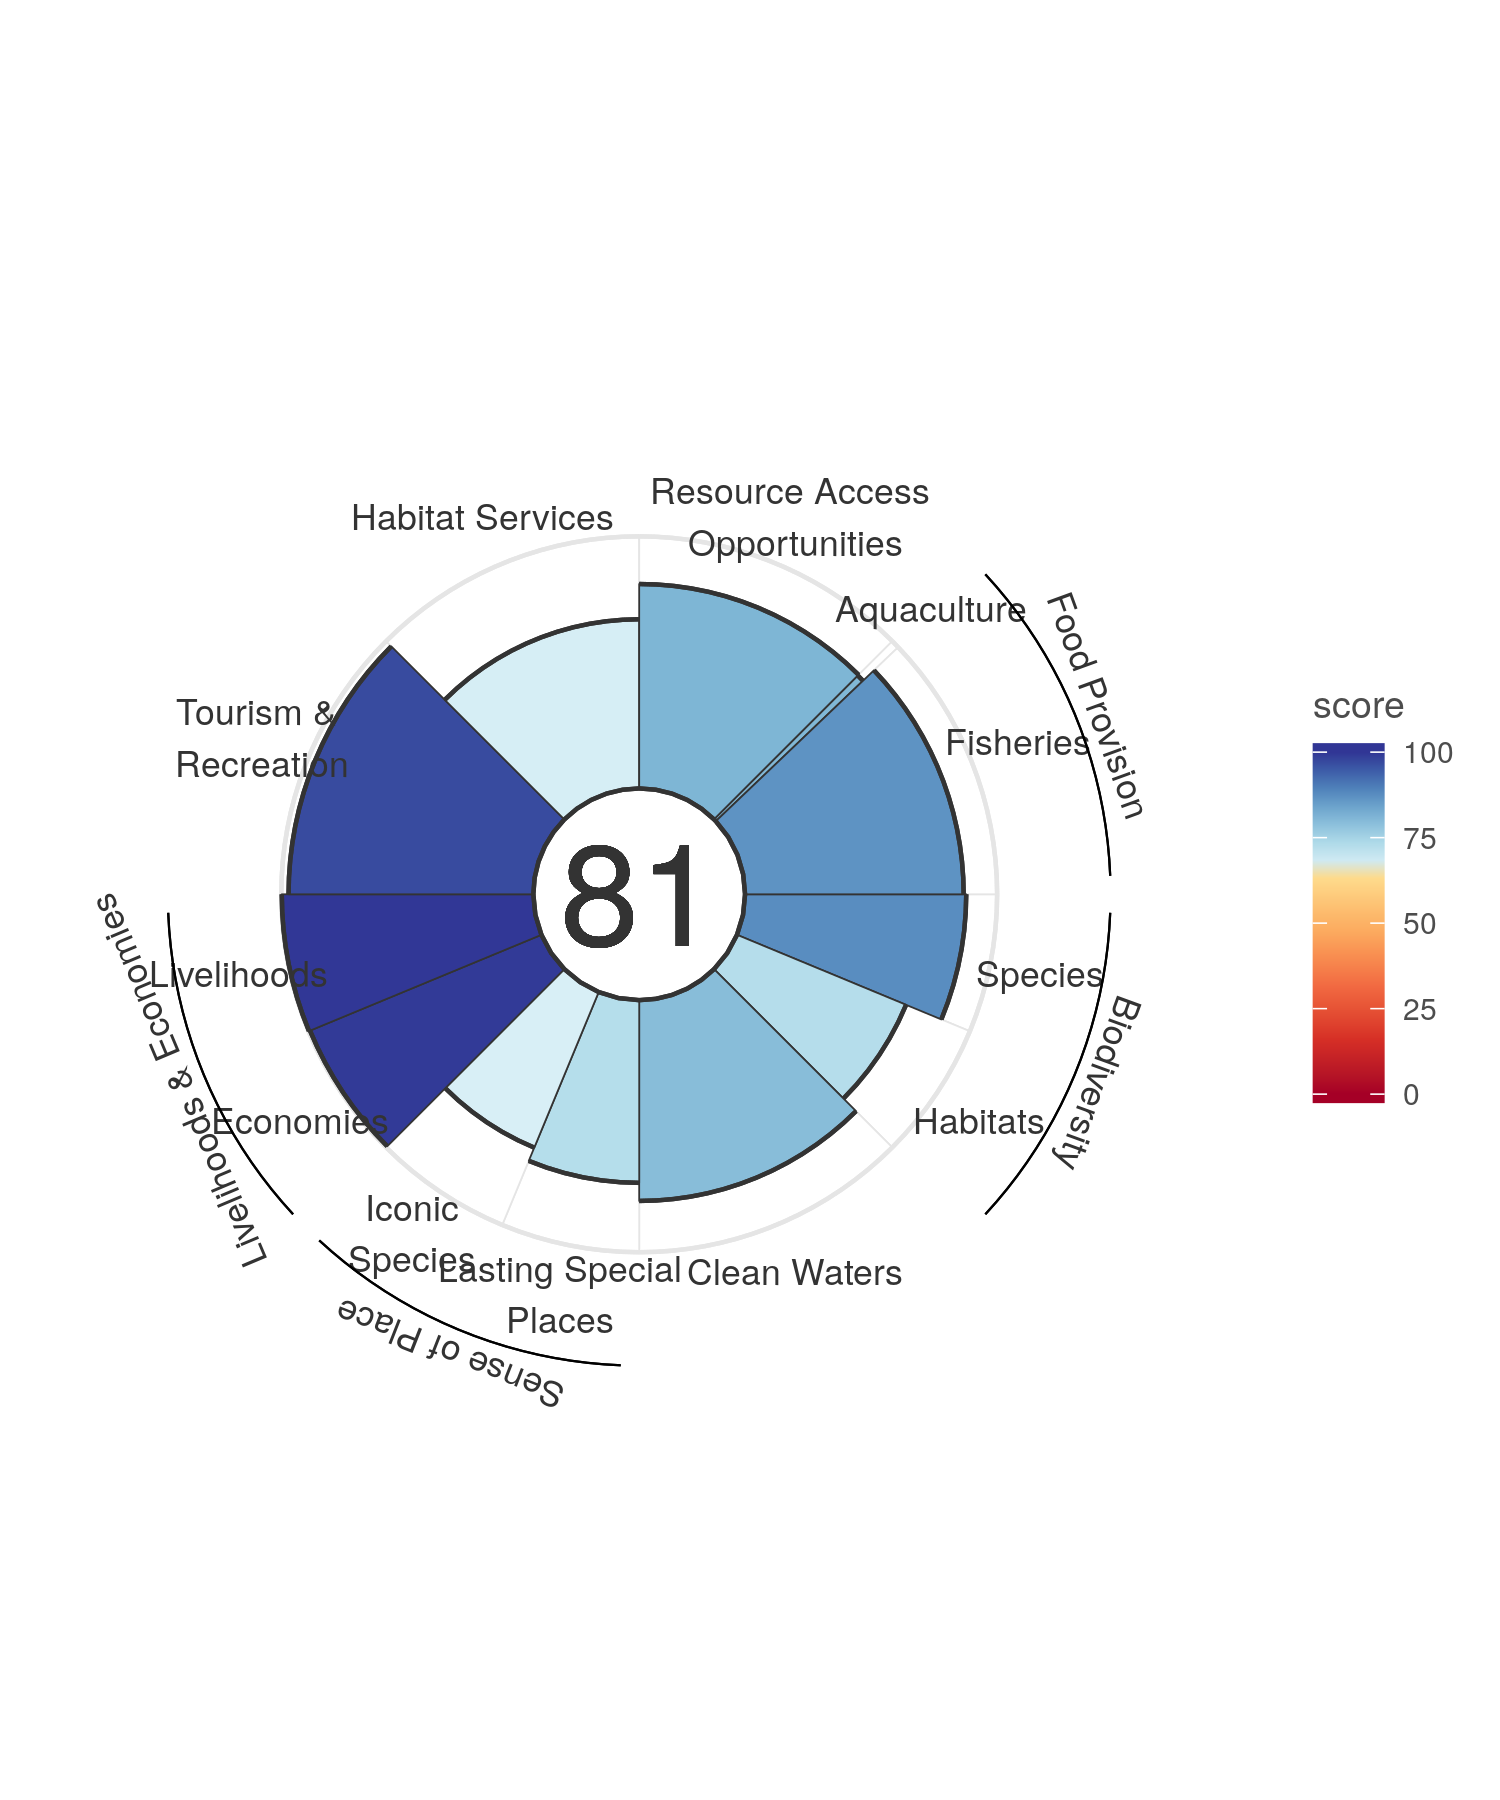 Resource Access
Opportunities
Habitat Services
Aquaculture
Food Provision
Fisheries
Tourism &
Recreation
81
Species
Biodiversity
Habitats
Livelihoods
Economies
Livelihoods & Economies
Iconic
Species
Lasting Special
Places
Clean Waters
Sense of Place
score
100
75
50
25
0